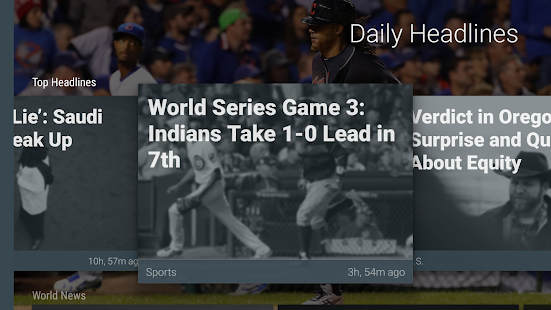 Daily Headlines
Top Headlines
Lie’: Saudi
eak Up
10h, 57m ag
World Series Game 3:
Indians Take 1-0 Lead in
7th
Sports
3h, 54m ago
Verdict in Orego
Surprise and Qu
About Equity
S.
World News